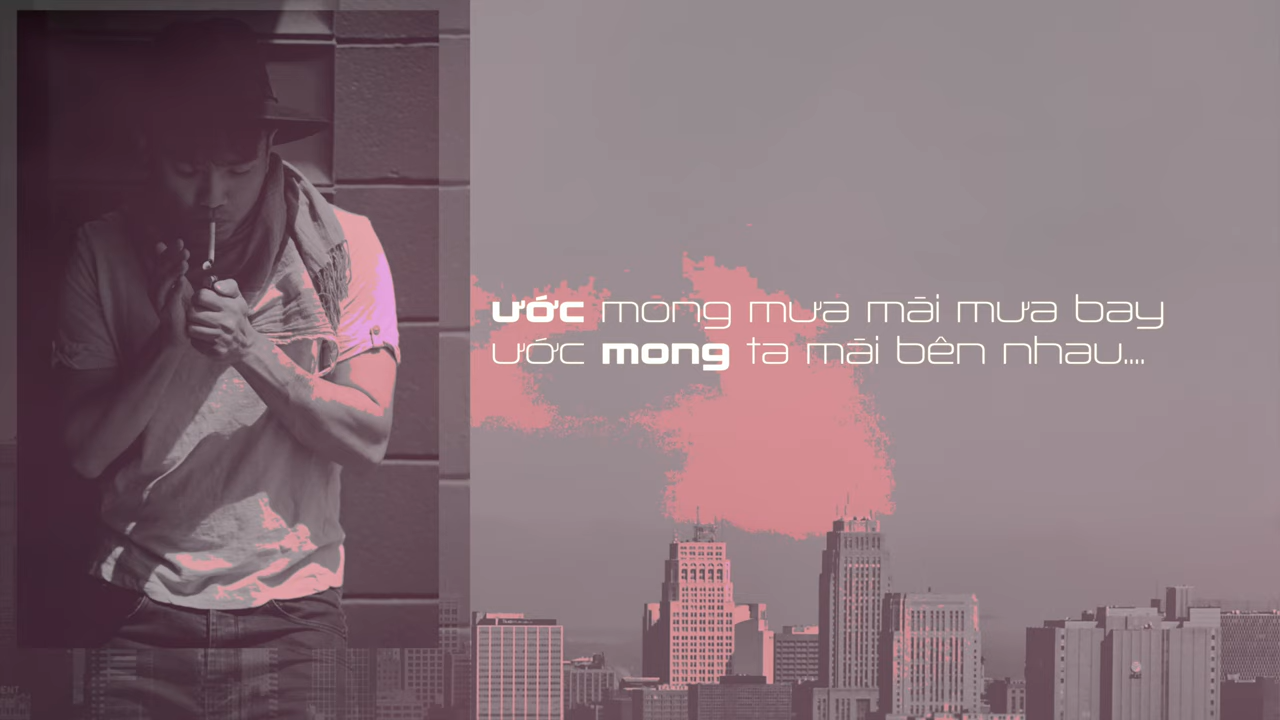 ước mong mưa mãi mưa bay
ước mong ta mãi bên nhau....